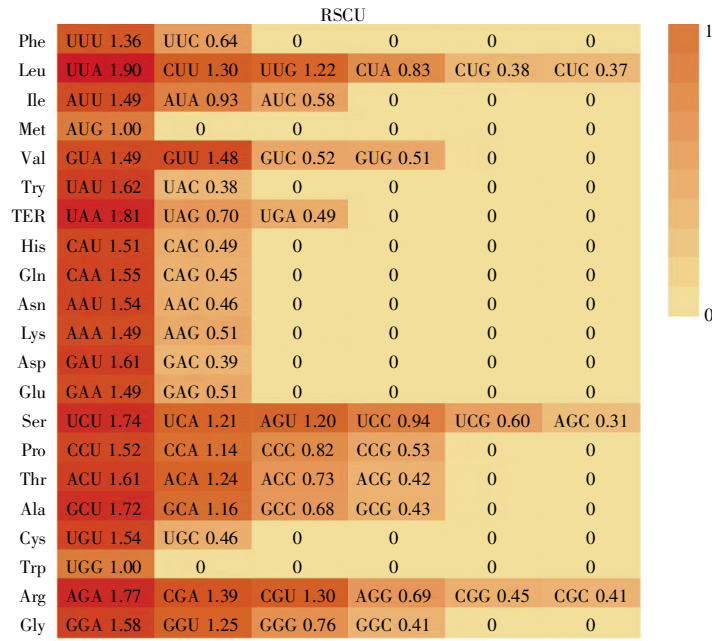 RSCU
Phe UUU 1.36 UUC 0.64 0 0 0 0
Leu UUA 1.90 CUU 1.30 UUG 1.22 CUA 0.83 CUG 0.38 CUC 0.37
Ile AUU 1.49 AUA 0.93 AUC 0.58 0 0 0
Met AUG 1.00 0 0 0 0 0
Val GUA 1.49 GUU 1.48 GUC 0.52 GUG 0.51 0 0
Try UAU 1.62 UAC 0.38 0 0 0 0
TER UAA 1.81 UAG 0.70 UGA 0.49 0 0 0
His CAU 1.51 CAC 0.49 0 0 0 0
Gln CAA 1.55 CAG 0.45 0 0 0 0
Asn AAU 1.54 AAC 0.46 0 0 0 0
Lys AAA 1.49 AAG 0.51 0 0 0 0
Asp GAU 1.61 GAC 0.39 0 0 0 0
Glu GAA 1.49 GAG 0.51 0 0 0 0
Ser UCU 1.74 UCA 1.21 AGU 1.20 UCC 0.94 UCG 0.60 AGC 0.31
Pro CCU 1.52 CCA 1.14 CCC 0.82 CCG 0.53 0 0
Thr ACU 1.61 ACA 1.24 ACC 0.73 ACG 0.42 0 0
Ala GCU 1.72 GCA 1.16 GCC 0.68 GCG 0.43 0 0
Cys UGU 1.54 UGC 0.46 0 0 0 0
Trp UGG 1.00 0 0 0 0 0
Arg AGA 1.77 CGA 1.39 CGU 1.30 AGG 0.69 CGG 0.45 CGC 0.41
Gly GGA 1.58 GGU 1.25 GGG 0.76 GGC 0.41 0 0
1
0